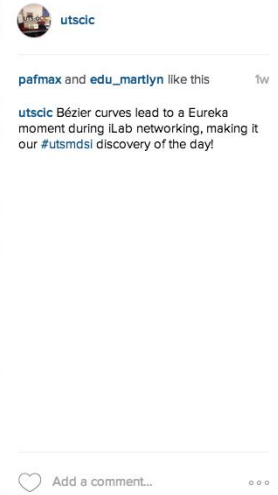 utscic
pafmax and edu_martlyn like this 1w
utscic Bézier curves lead to a Eureka
moment during iLab networking, making it
our #utsmdsi discovery of the day!
Add a comment...